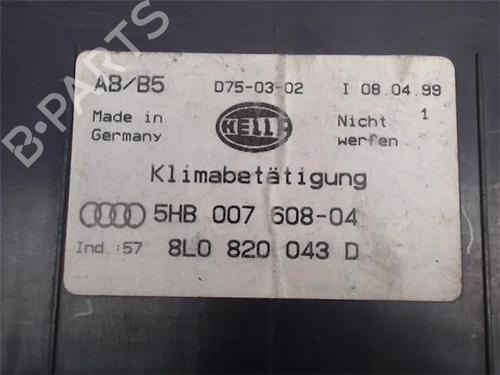 A8/B5 D75-03-02 I 08.04.99
Made in Germany
HELLA
Nicht 1
werfen
Klimabetätigung
5HB 007 608-04
Ind :57 8L0 820 043 D
B-PARTS